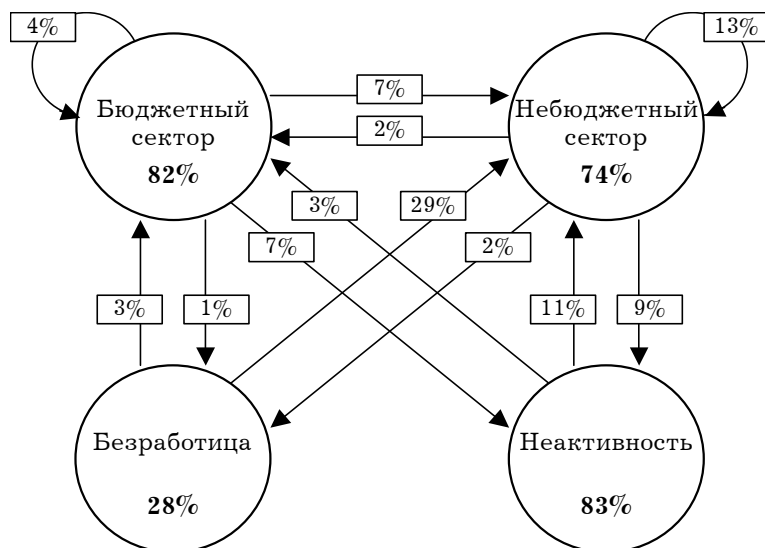 4%
13%
7%
Бюджетный
сектор
82%
Небюджетный
сектор
74%
2%
3%
29%
7%
2%
3%
1%
11%
9%
Безработица
28%
Неактивность
83%